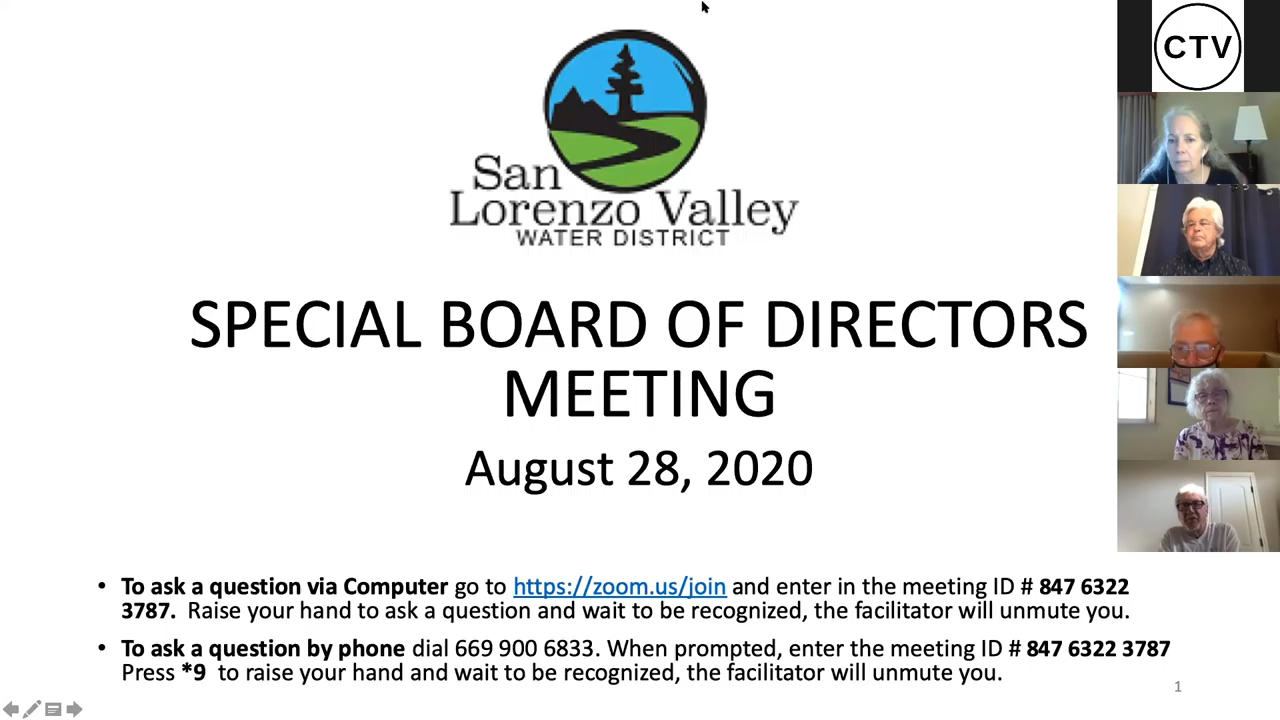 CTV
San
Lorenzo Valley
WATER DISTRICT
SPECIAL BOARD OF DIRECTORS
MEETING
August 28, 2020
• To ask a question via Computer go to https://zoom.us/join and enter in the meeting ID # 847 6322
3787. Raise your hand to ask a question and wait to be recognized, the facilitator will unmute you.
• To ask a question by phone dial 669 900 6833. When prompted, enter the meeting ID # 847 6322 3787
Press *9 to raise your hand and wait to be recognized, the facilitator will unmute you.
1